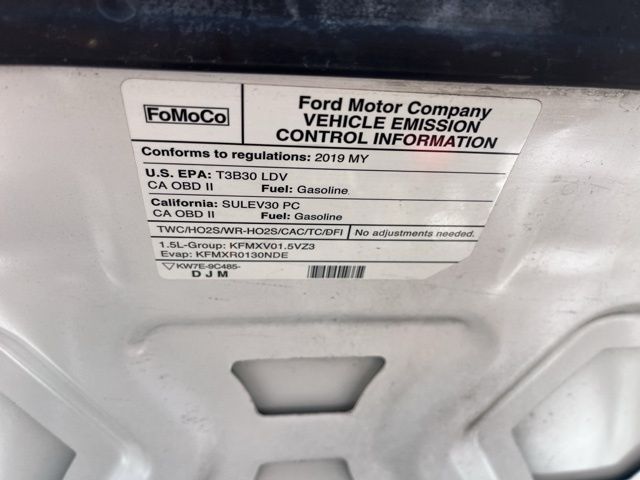 FoMoCo
Ford Motor Company
VEHICLE EMISSION
CONTROL INFORMATION
Conforms to regulations: 2019 MY
U.S. EPA: T3B30 LDV
CA OBD II Fuel: Gasoline
California: SULEV30 PC
CA OBD II Fuel: Gasoline
TWC/HO2S/WR-HO2S/CAC/TC/DFI No adjustments needed.
1.5L-Group: KFMXV01.5VZ3
Evap: KFMXR0130NDE
KW7E-9C485-
DJM